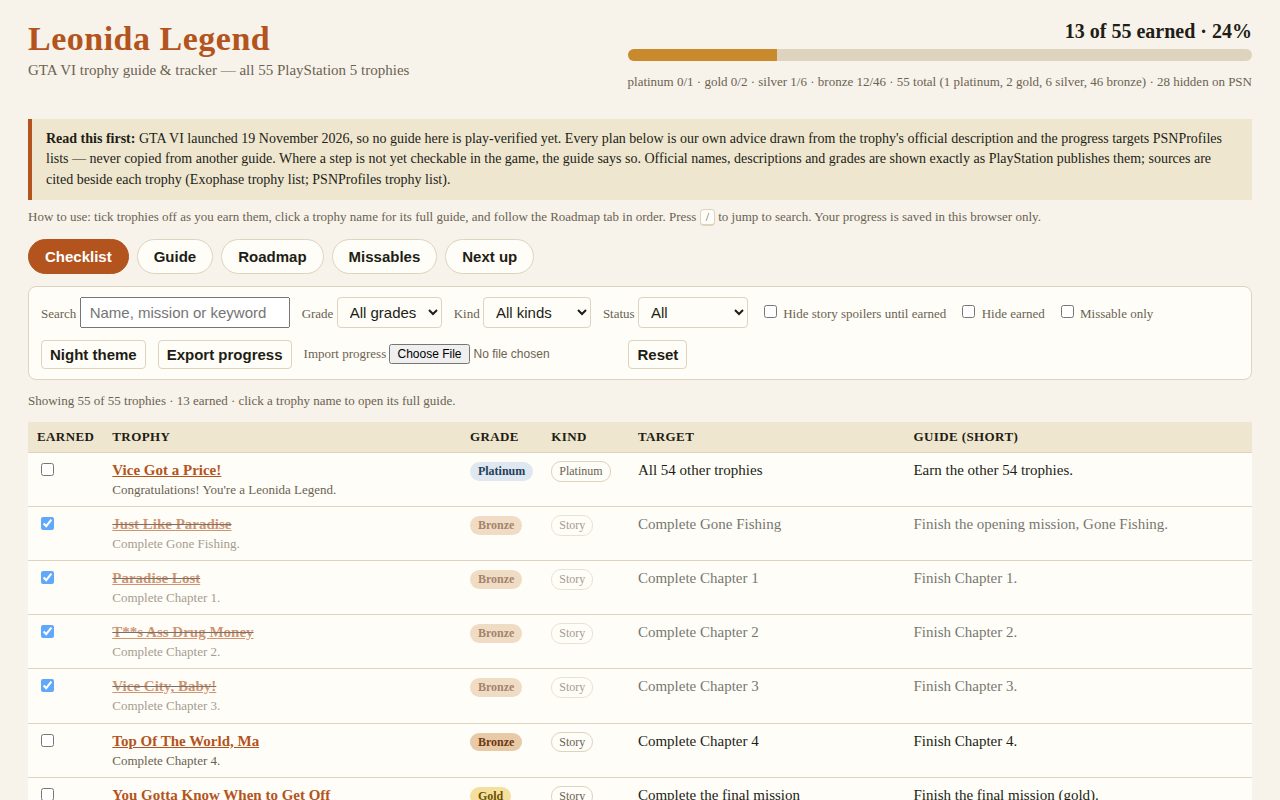 Leonida Legend
GTA VI trophy guide & tracker — all 55 PlayStation 5 trophies
13 of 55 earned · 24%
platinum 0/1 · gold 0/2 · silver 1/6 · bronze 12/46 · 55 total (1 platinum, 2 gold, 6 silver, 46 bronze) · 28 hidden on PSN
Read this first: GTA VI launched 19 November 2026, so no guide here is play-verified yet. Every plan below is our own advice drawn from the trophy's official description and the progress targets PSNProfiles
lists — never copied from another guide. Where a step is not yet checkable in the game, the guide says so. Official names, descriptions and grades are shown exactly as PlayStation publishes them; sources are
cited beside each trophy (Exophase trophy list; PSNProfiles trophy list).
How to use: tick trophies off as you earn them, click a trophy name for its full guide, and follow the Roadmap tab in order. Press / to jump to search. Your progress is saved in this browser only.
Checklist Guide Roadmap Missables Next up
Search Name, mission or keyword Grade All grades Kind All kinds Status All Hide story spoilers until earned Hide earned Missable only
Night theme Export progress Import progress Choose File No file chosen Reset
Showing 55 of 55 trophies · 13 earned · click a trophy name to open its full guide.
EARNED TROPHY GRADE KIND TARGET GUIDE (SHORT)
Vice Got a Price! Platinum Platinum All 54 other trophies Earn the other 54 trophies.
Congratulations! You're a Leonida Legend.
Just Like Paradise Bronze Story Complete Gone Fishing Finish the opening mission, Gone Fishing.
Complete Gone Fishing.
Paradise Lost Bronze Story Complete Chapter 1 Finish Chapter 1.
Complete Chapter 1.
T**s Ass Drug Money Bronze Story Complete Chapter 2 Finish Chapter 2.
Complete Chapter 2.
Vice City, Baby! Bronze Story Complete Chapter 3 Finish Chapter 3.
Complete Chapter 3.
Top Of The World, Ma Bronze Story Complete Chapter 4 Finish Chapter 4.
Complete Chapter 4.
You Gotta Know When to Get Off Gold Story Complete the final mission Finish the final mission (gold).